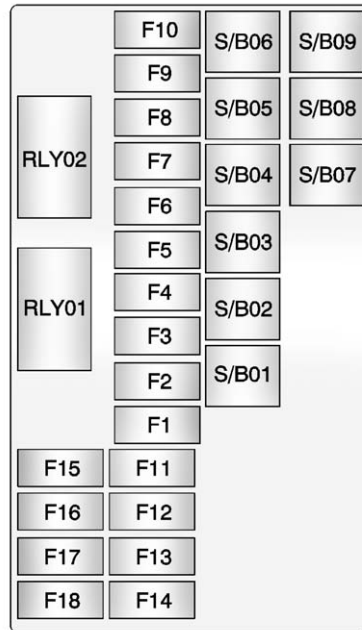 F10 S/B06 S/B09
F9
F8 S/B05 S/B08
RLY02 F7 S/B04 S/B07
F6
F5 S/B03
RLY01 F4 S/B02
F3
F2 S/B01
F1
F15 F11
F16 F12
F17 F13
F18 F14